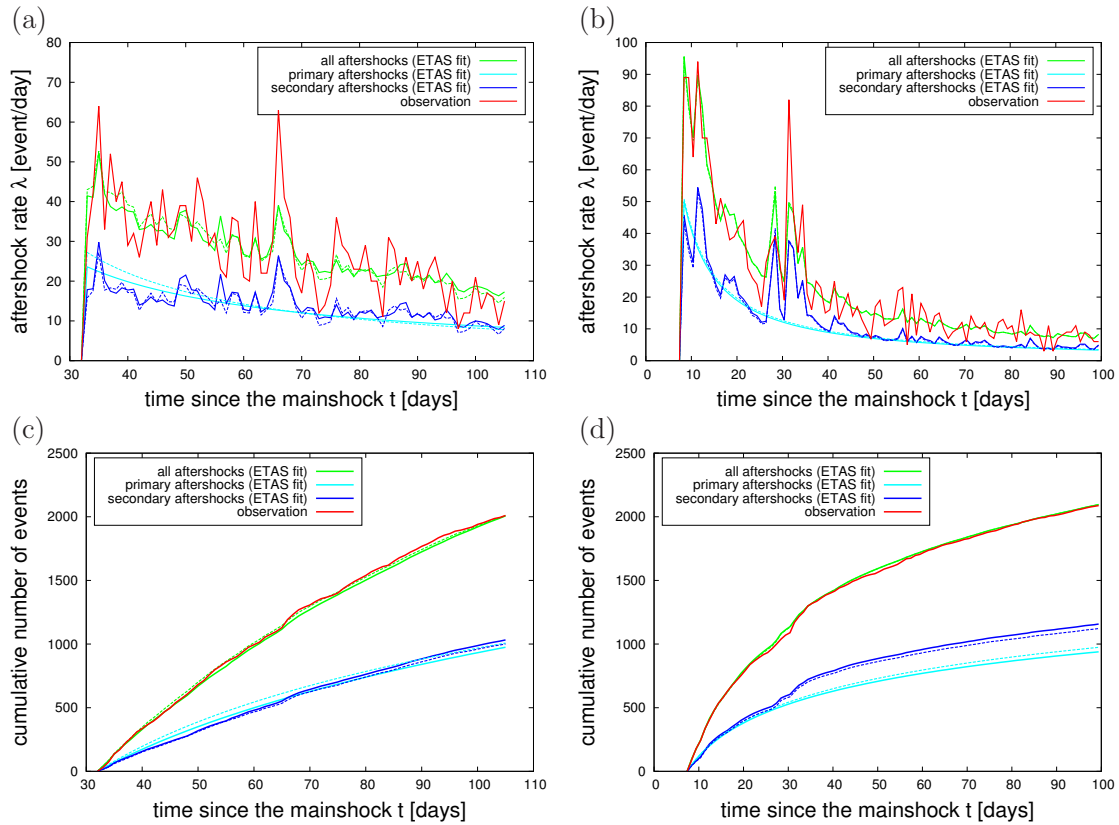 (a)
aftershock rate λ [event/day]
80
70
60
50
40
30
20
10
0
all aftershocks (ETAS fit)
primary aftershocks (ETAS fit)
secondary aftershocks (ETAS fit)
observation
30 40 50 60 70 80 90 100 110
time since the mainshock t [days]
(b)
aftershock rate λ [event/day]
100
90
80
70
60
50
40
30
20
10
0
all aftershocks (ETAS fit)
primary aftershocks (ETAS fit)
secondary aftershocks (ETAS fit)
observation
0 10 20 30 40 50 60 70 80 90 100
time since the mainshock t [days]
(c)
cumulative number of events
2500
2000
1500
1000
500
0
all aftershocks (ETAS fit)
primary aftershocks (ETAS fit)
secondary aftershocks (ETAS fit)
observation
30 40 50 60 70 80 90 100 110
time since the mainshock t [days]
(d)
cumulative number of events
2500
2000
1500
1000
500
0
all aftershocks (ETAS fit)
primary aftershocks (ETAS fit)
secondary aftershocks (ETAS fit)
observation
0 10 20 30 40 50 60 70 80 90 100
time since the mainshock t [days]